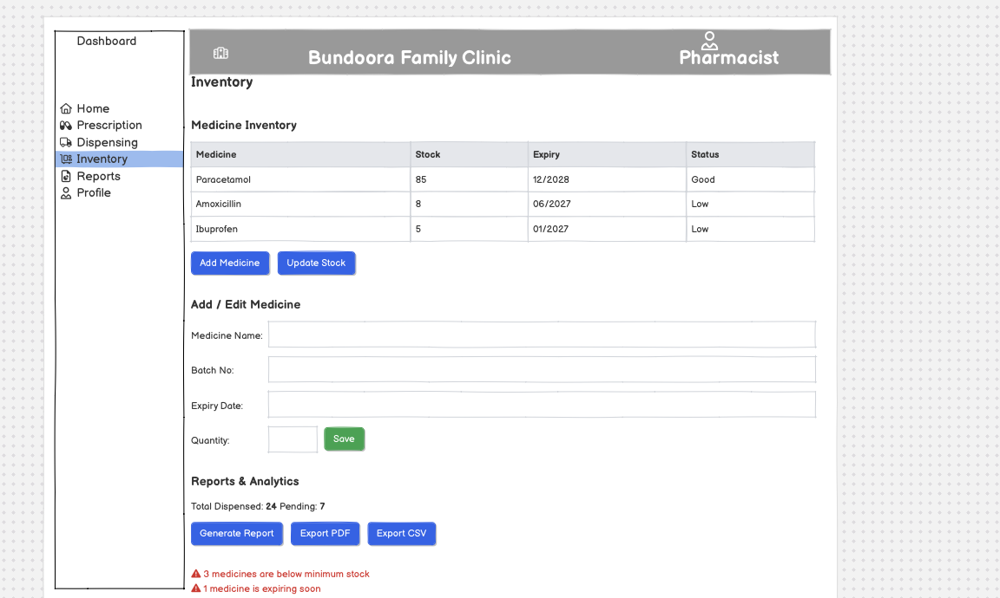 Dashboard
Home
Prescription
Dispensing
Inventory
Reports
Profile
Bundoora Family Clinic
Pharmacist
Inventory
Medicine Inventory
Medicine Stock Expiry Status
Paracetamol 85 12/2028 Good
Amoxicillin 8 06/2027 Low
Ibuprofen 5 01/2027 Low
Add Medicine Update Stock
Add / Edit Medicine
Medicine Name:
Batch No:
Expiry Date:
Quantity: Save
Reports & Analytics
Total Dispensed: 24 Pending: 7
Generate Report Export PDF Export CSV
3 medicines are below minimum stock
1 medicine is expiring soon